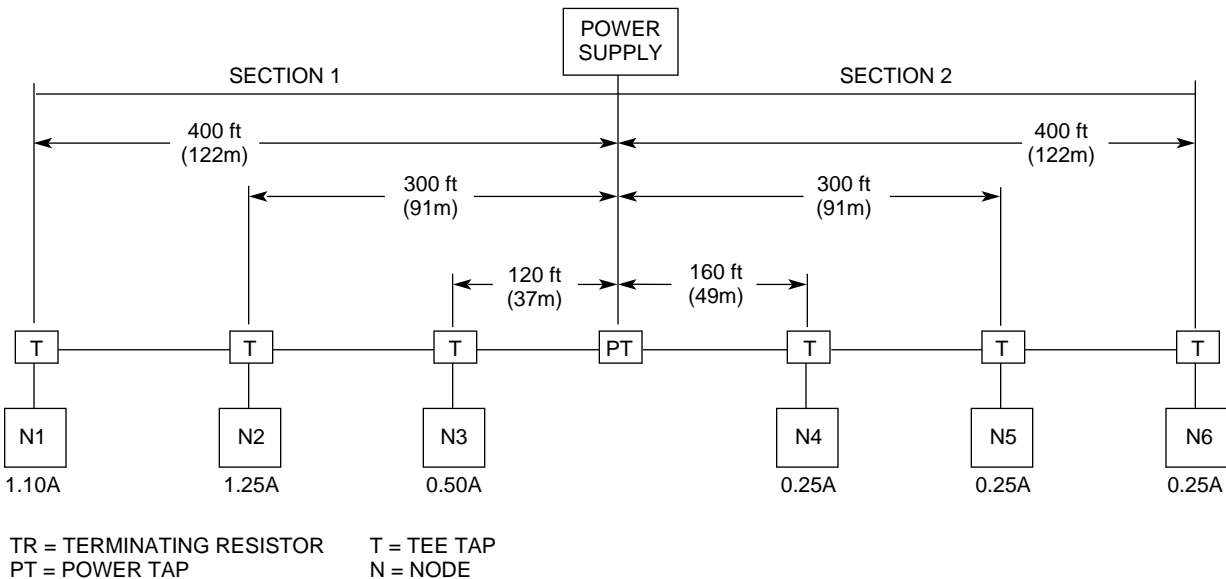 POWER
SUPPLY
SECTION 1
SECTION 2
400 ft
(122m)
400 ft
(122m)
300 ft
(91m)
300 ft
(91m)
120 ft
(37m)
160 ft
(49m)
T
T
T
PT
T
T
T
N1
N2
N3
N4
N5
N6
1.10A
1.25A
0.50A
0.25A
0.25A
0.25A
TR = TERMINATING RESISTOR
T = TEE TAP
PT = POWER TAP
N = NODE